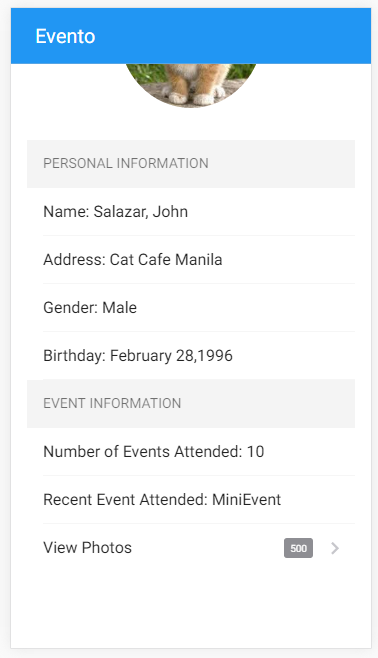 Evento
PERSONAL INFORMATION
Name: Salazar, John
Address: Cat Cafe Manila
Gender: Male
Birthday: February 28,1996
EVENT INFORMATION
Number of Events Attended: 10
Recent Event Attended: MiniEvent
View Photos 500